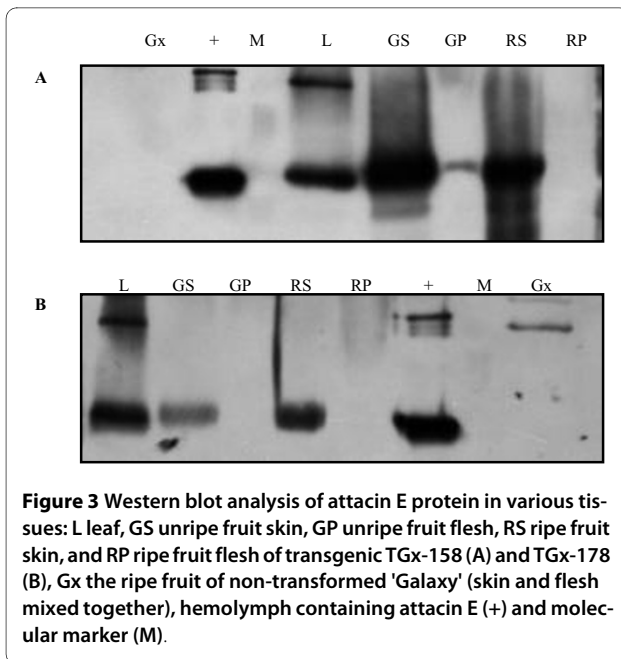 Gx + M L GS GP RS RP
A
L GS GP RS RP + M Gx
B
Figure 3 Western blot analysis of attacin E protein in various tis-
sues: L leaf, GS unripe fruit skin, GP unripe fruit flesh, RS ripe fruit
skin, and RP ripe fruit flesh of transgenic TGx-158 (A) and TGx-178
(B), Gx the ripe fruit of non-transformed 'Galaxy' (skin and flesh
mixed together), hemolymph containing attacin E (+) and molec-
ular marker (M).